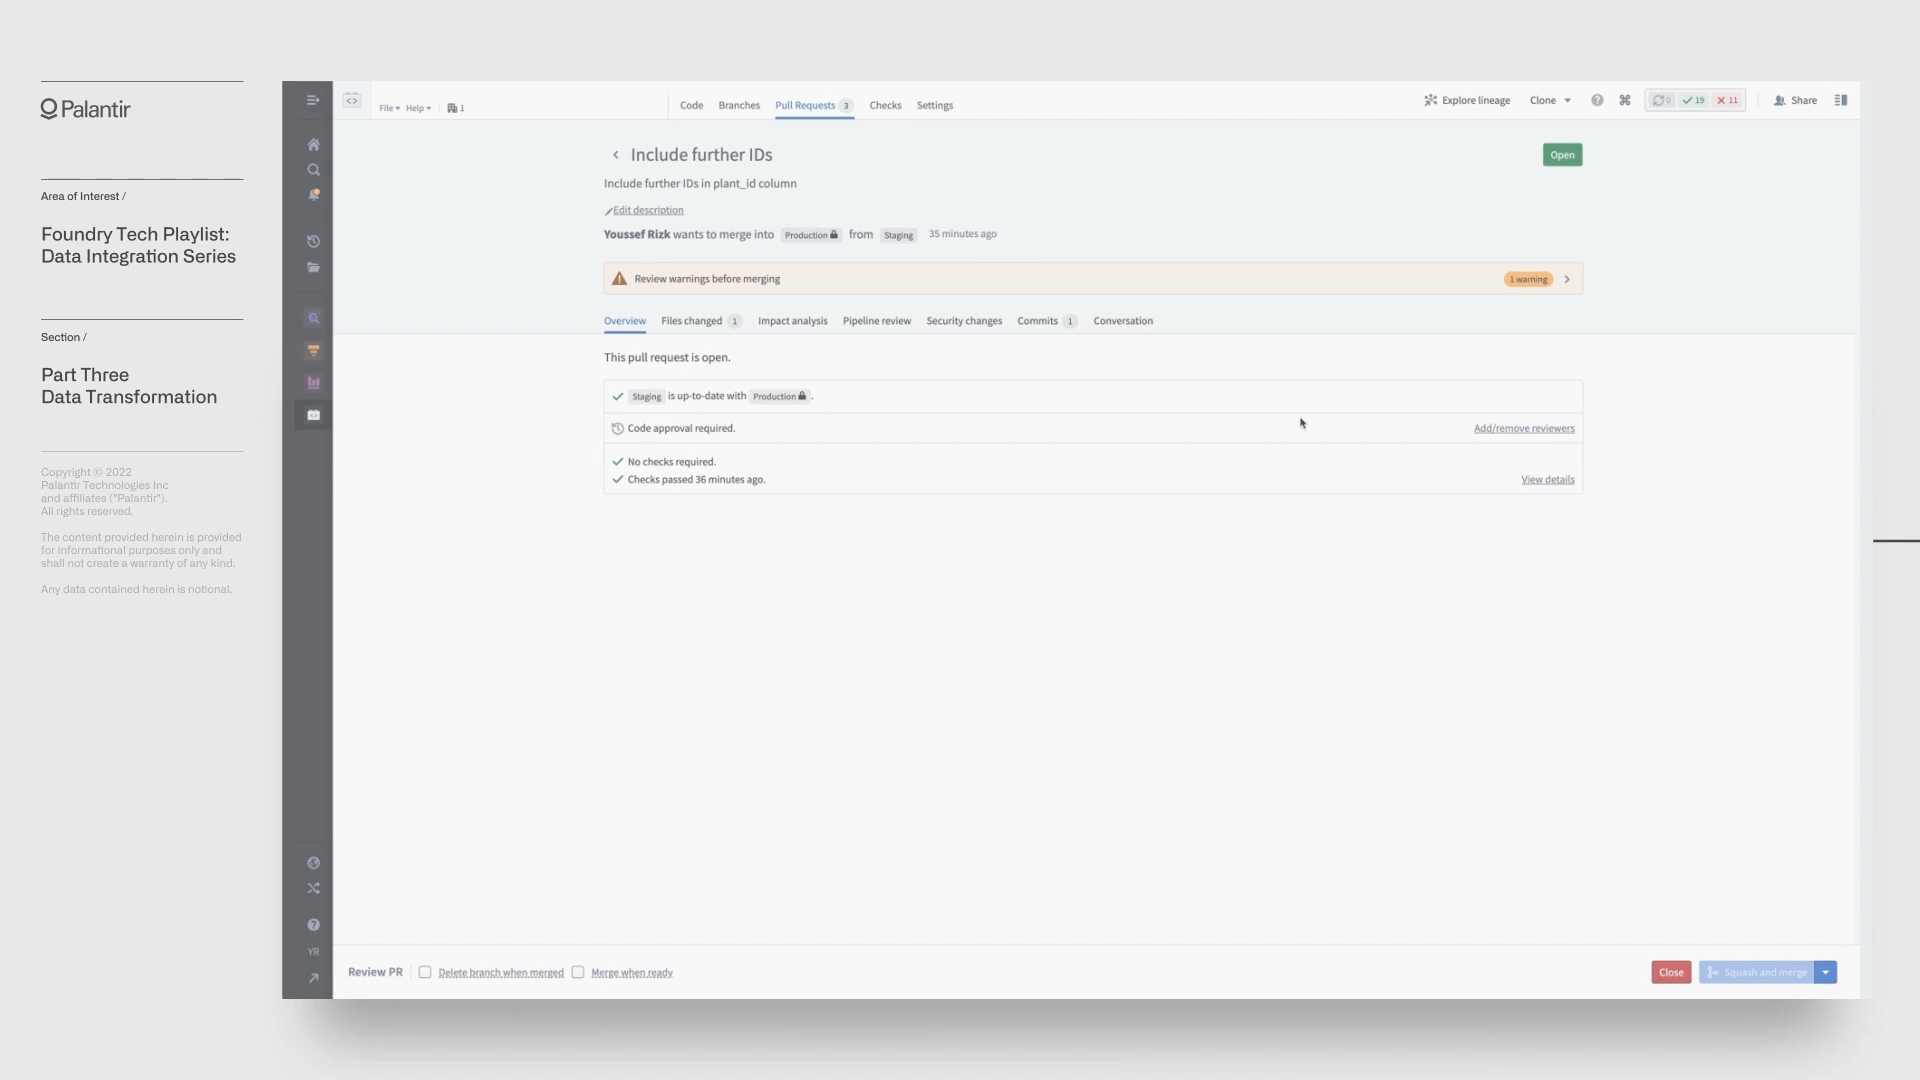 Palantir
Area of Interest /
Foundry Tech Playlist:
Data Integration Series
Section /
Part Three
Data Transformation
Copyright © 2022
Palantir Technologies Inc
and affiliates ("Palantir").
All rights reserved.
The content provided herein is provided
for informational purposes only and
shall not create a warranty of any kind.
Any data contained herein is notional.
File Help 1
Code Branches Pull Requests 3 Checks Settings
Explore lineage Clone 0 19 11 Share
Include further IDs
Open
Include further IDs in plant_id column
Edit description
Youssef Rizk wants to merge into Production from Staging 35 minutes ago
Review warnings before merging 1 warning
Overview Files changed 1 Impact analysis Pipeline review Security changes Commits 1 Conversation
This pull request is open.
Staging is up-to-date with Production .
Code approval required. Add/remove reviewers
No checks required.
Checks passed 36 minutes ago. View details
YR
Review PR Delete branch when merged Merge when ready Close Squash and merge